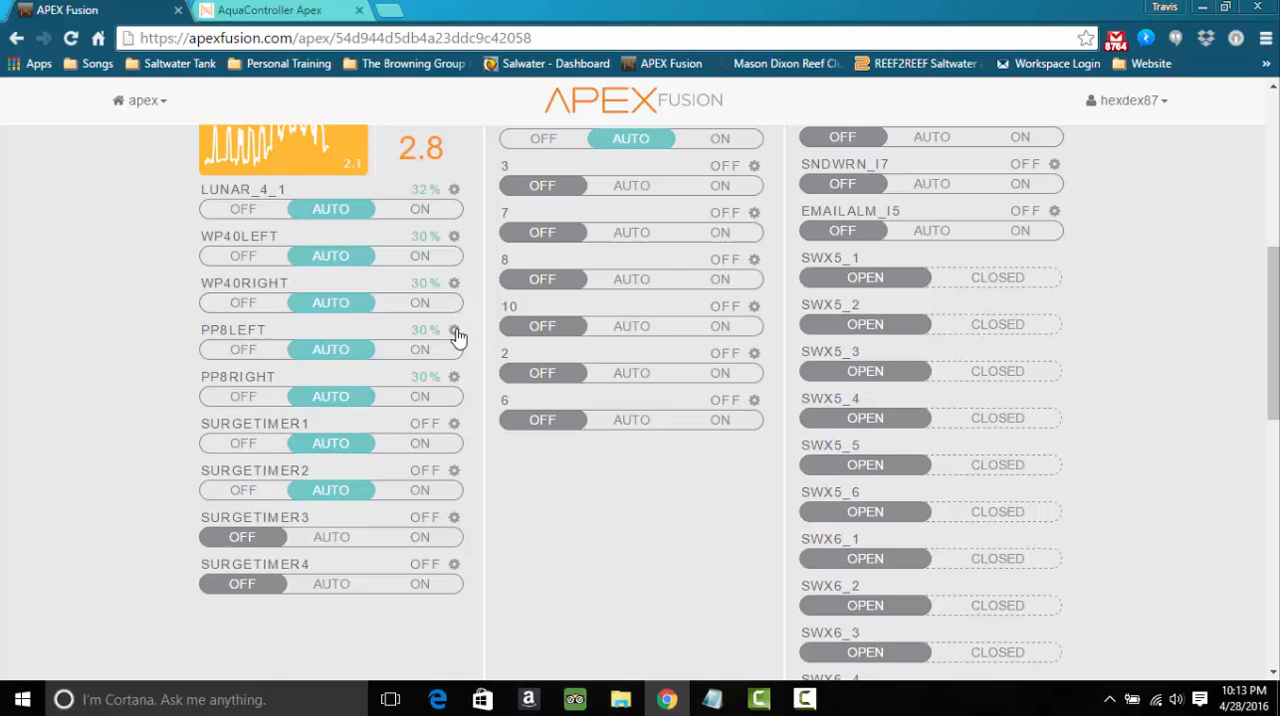 APEX Fusion
AquaController Apex
Travis
https://apexfusion.com/apex/54d944d5db4a23ddc9c42058
8764
Apps Songs Saltwater Tank Personal Training The Browning Group Salwater - Dashboard APEX Fusion Mason Dixon Reef Clu REEF2REEF Saltwater Workspace Login Website »
apex
APEX FUSION
hexdex87
2.1
2.8
LUNAR_4_1 32%
OFF AUTO ON
WP40LEFT 30%
OFF AUTO ON
WP40RIGHT 30%
OFF AUTO ON
PP8LEFT 30%
OFF AUTO ON
PP8RIGHT 30%
OFF AUTO ON
SURGETIMER1 OFF
OFF AUTO ON
SURGETIMER2 OFF
OFF AUTO ON
SURGETIMER3 OFF
OFF AUTO ON
SURGETIMER4 OFF
OFF AUTO ON
OFF AUTO ON
3 OFF
OFF AUTO ON
7 OFF
OFF AUTO ON
8 OFF
OFF AUTO ON
10 OFF
OFF AUTO ON
2 OFF
OFF AUTO ON
6 OFF
OFF AUTO ON
OFF AUTO ON
SNDWRN_I7 OFF
OFF AUTO ON
EMAILALM_I5 OFF
OFF AUTO ON
SWX5_1
OPEN CLOSED
SWX5_2
OPEN CLOSED
SWX5_3
OPEN CLOSED
SWX5_4
OPEN CLOSED
SWX5_5
OPEN CLOSED
SWX5_6
OPEN CLOSED
SWX6_1
OPEN CLOSED
SWX6_2
OPEN CLOSED
SWX6_3
OPEN CLOSED
SWX6_4
I'm Cortana. Ask me anything.
10:13 PM
4/28/2016